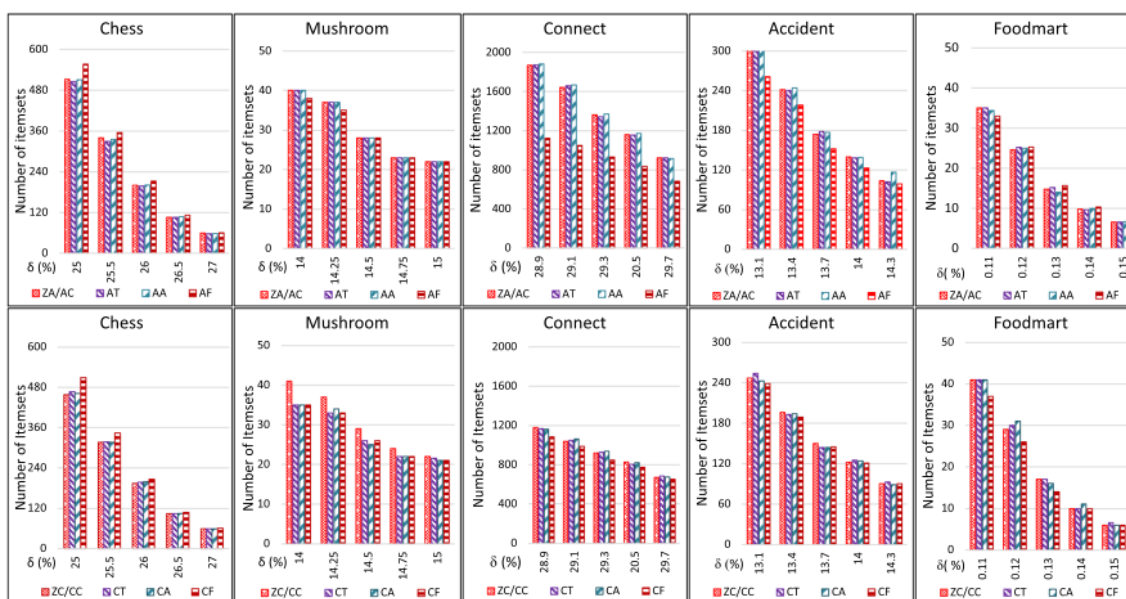 Chess
Number of itemsets
600
480
360
240
120
0
δ (%)
25
25.5
26
26.5
27
ZA/AC AT AA AF
Mushroom
Number of itemsets
50
40
30
20
10
0
δ (%)
14
14.25
14.5
14.75
15
ZA/AC AT AA AF
Connect
Number of itemsets
2000
1600
1200
800
400
0
δ (%)
28.9
29.1
29.3
20.5
29.7
ZA/AC AT AA AF
Accident
Number of itemsets
300
240
180
120
60
0
δ (%)
13.1
13.4
13.7
14
14.3
ZA/AC AT AA AF
Foodmart
Number of itemsets
50
40
30
20
10
0
δ( %)
0.11
0.12
0.13
0.14
0.15
ZA/AC AT AA AF
Chess
Number of Itemsets
600
480
360
240
120
0
δ (%)
25
25.5
26
26.5
27
ZC/CC CT CA CF
Mushroom
Number of Itemsets
50
40
30
20
10
0
δ (%)
14
14.25
14.5
14.75
15
ZC/CC CT CA CF
Connect
Number of Itemsets
2000
1600
1200
800
400
0
δ (%)
28.9
29.1
29.3
20.5
29.7
ZC/CC CT CA CF
Accident
Number of Itemsets
300
240
180
120
60
0
δ (%)
13.1
13.4
13.7
14
14.3
ZC/CC CT CA CF
Foodmart
Number of Itemsets
50
40
30
20
10
0
δ( %)
0.11
0.12
0.13
0.14
0.15
ZC/CC CT CA CF